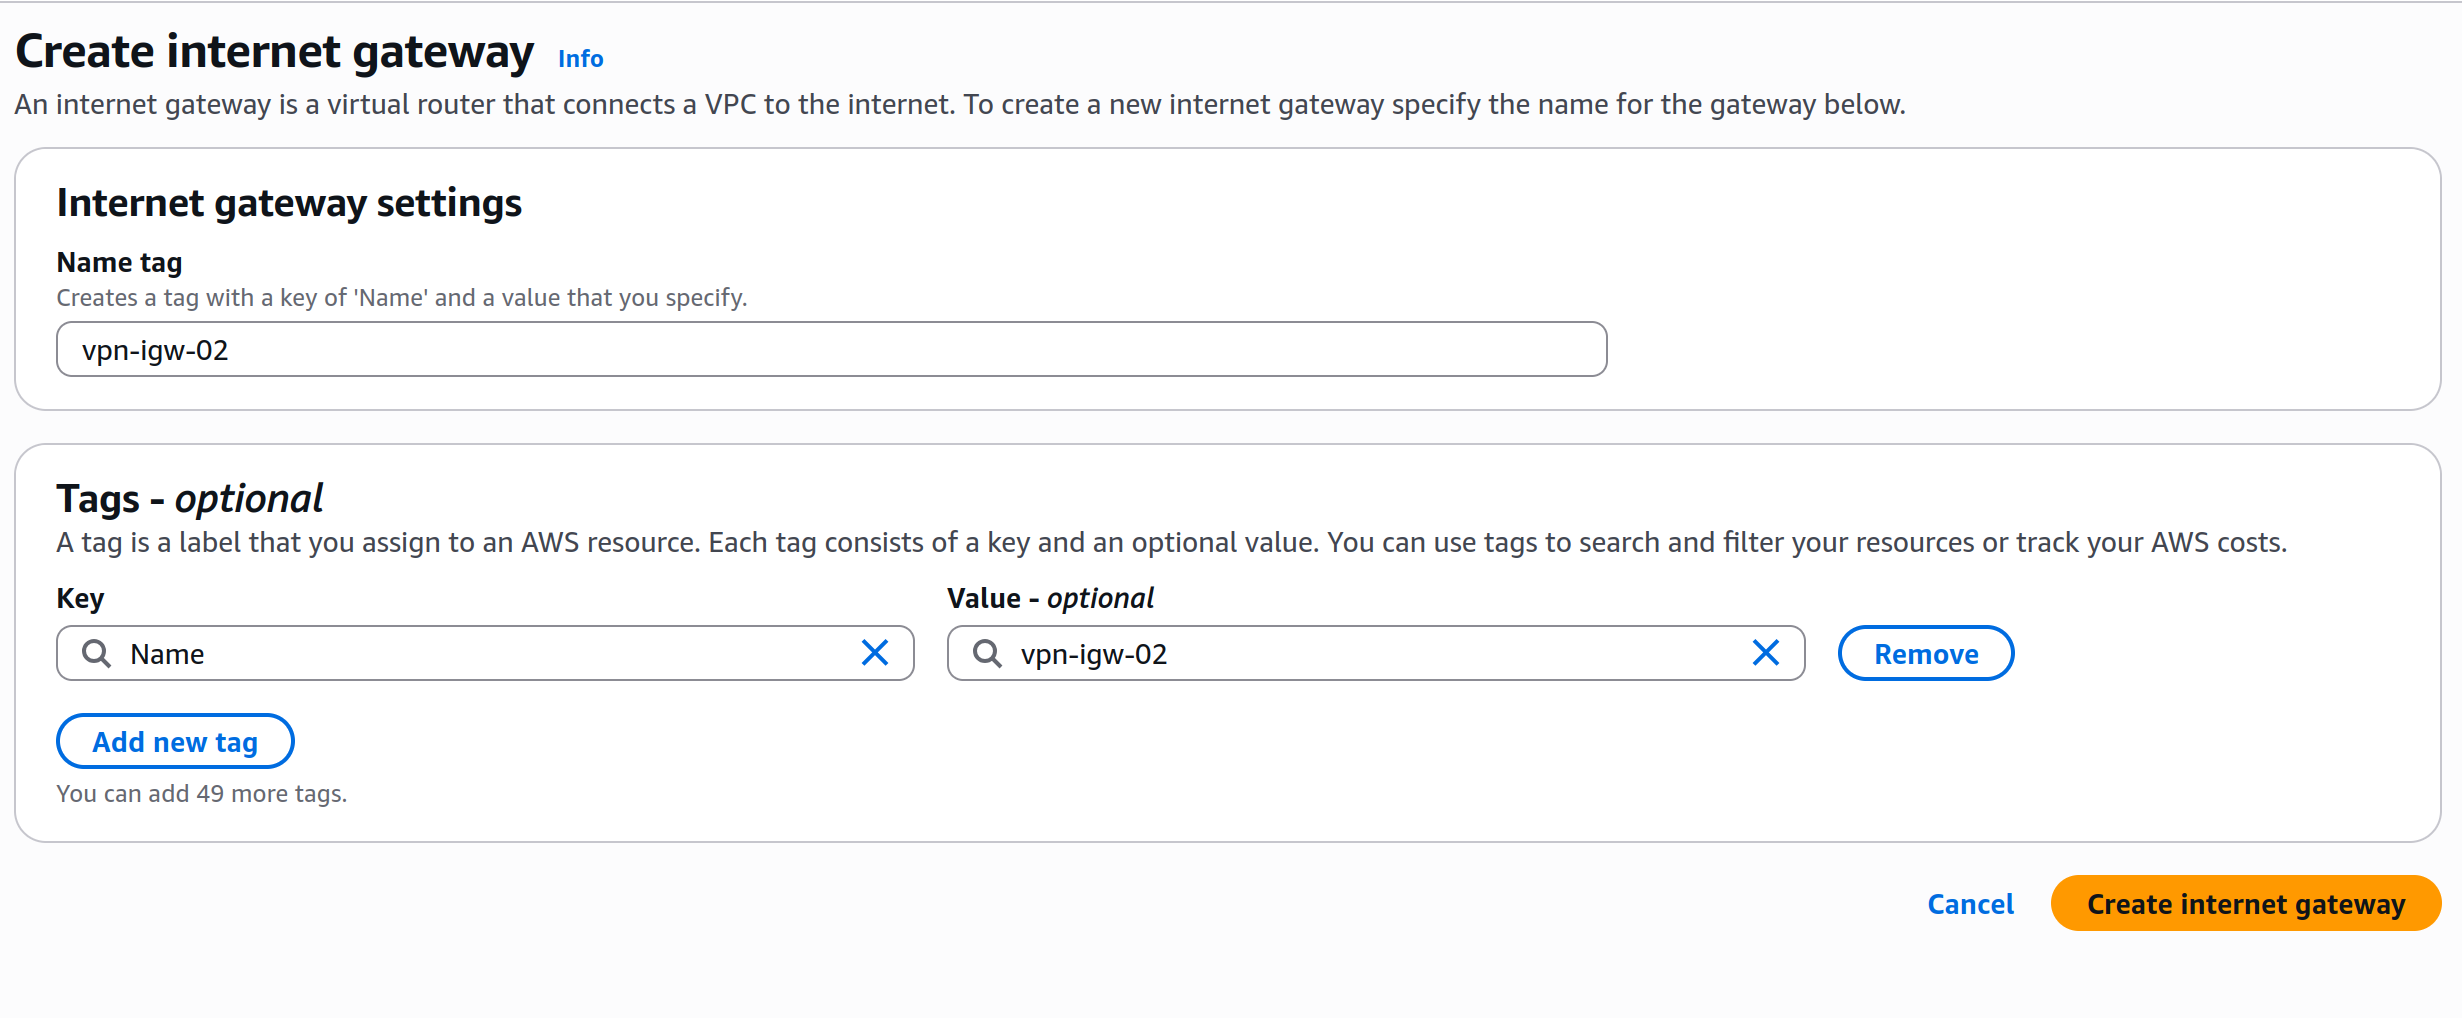 Create internet gateway Info
An internet gateway is a virtual router that connects a VPC to the internet. To create a new internet gateway specify the name for the gateway below.
Internet gateway settings
Name tag
Creates a tag with a key of 'Name' and a value that you specify.
vpn-igw-02
Tags - optional
A tag is a label that you assign to an AWS resource. Each tag consists of a key and an optional value. You can use tags to search and filter your resources or track your AWS costs.
Key Value - optional
Name vpn-igw-02 Remove
Add new tag
You can add 49 more tags.
Cancel Create internet gateway